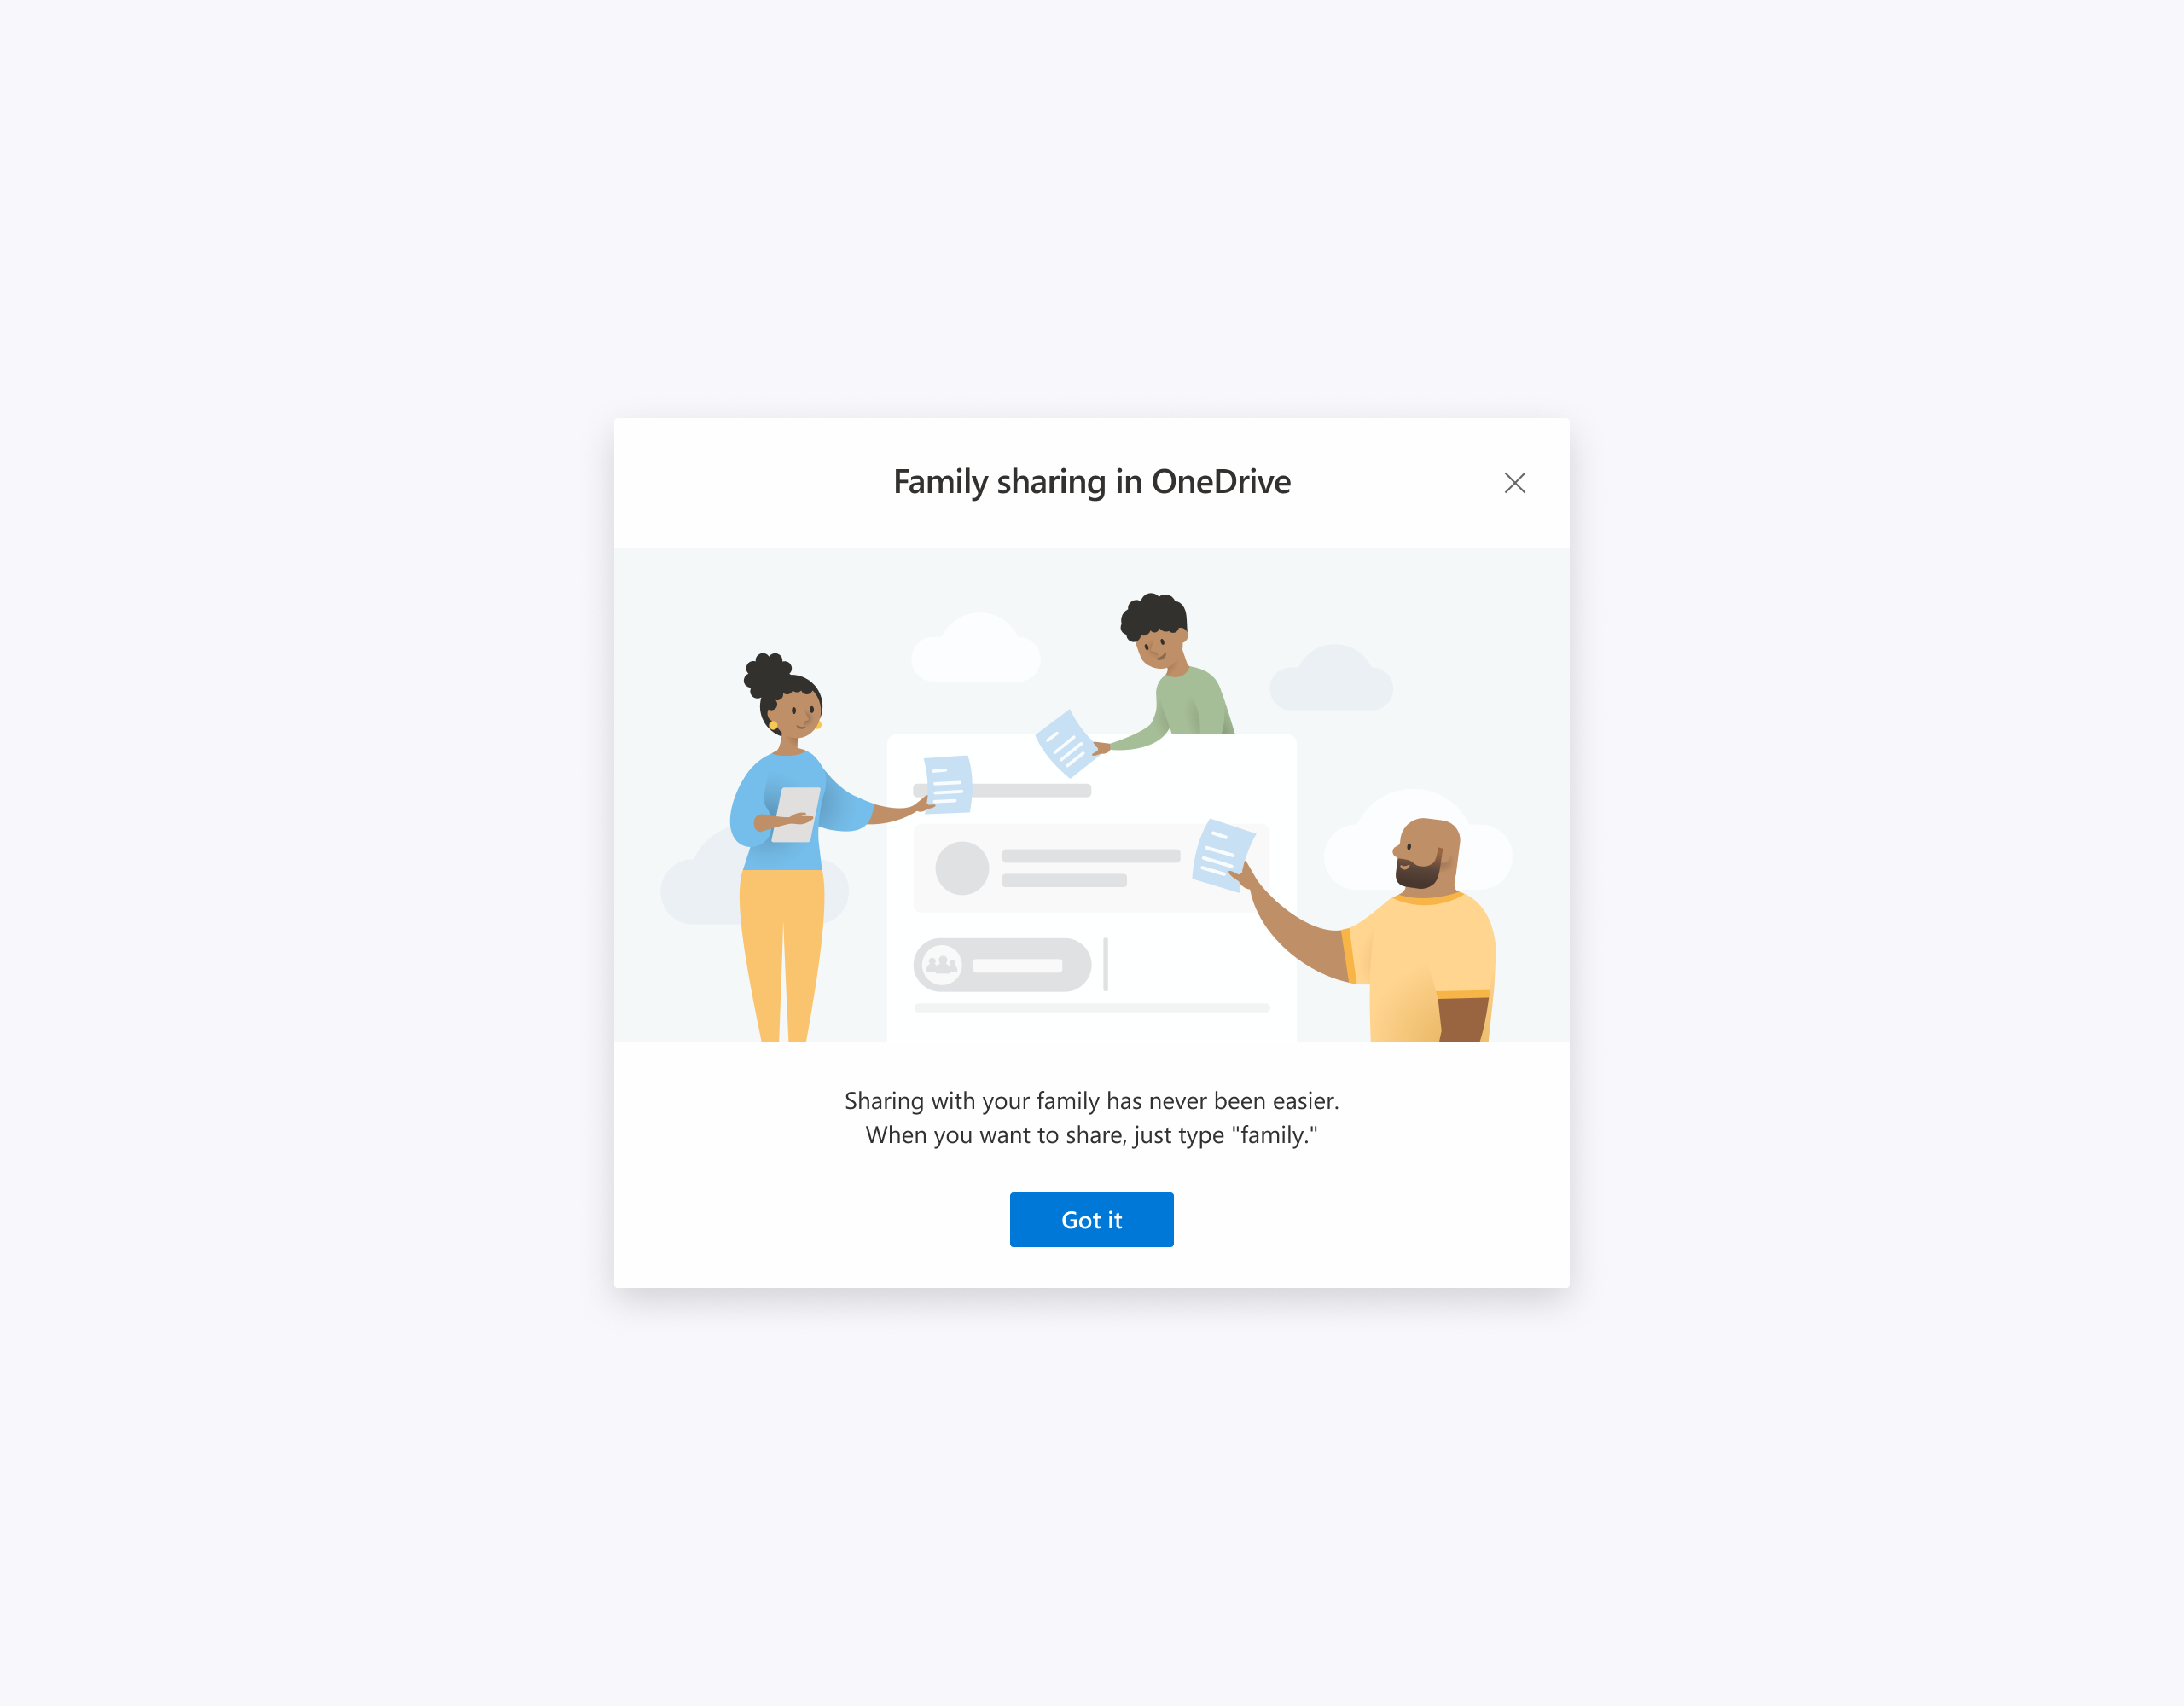 Family sharing in OneDrive
Sharing with your family has never been easier.
When you want to share, just type "family."
Got it